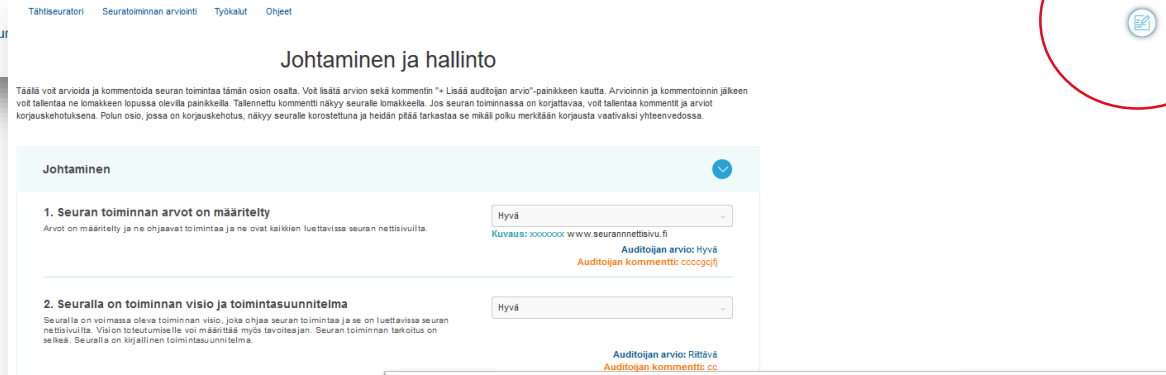 Tähtiseuratori Seuratoiminnan arviointi Työkalut Ohjeet
Johtaminen ja hallinto
Täällä voit arvioida ja kommentoida seuran toimintaa tämän osion osalta. Voit lisätä arvion sekä kommentin "+ Lisää auditoijan arvio"-painikkeen kautta. Arvioinnin ja kommentoinnin jälkeen
voit tallentaa ne lomakkeen lopussa olevilla painikkeilla. Tallennettu kommentti näkyy seuralle lomakkeella. Jos seuran toiminnassa on korjattavaa, voit tallentaa kommentit ja arviot
korjauskehotuksena. Polun osio, jossa on korjauskehotus, näkyy seuralle korostettuna ja heidän pitää tarkastaa se mikäli polku merkitään korjausta vaativaksi yhteenvedossa.
Johtaminen
1. Seuran toiminnan arvot on määritelty
Arvot on määritelty ja ne ohjaavat toimintaa ja ne ovat kaikkien luettavissa seuran nettisivuilta.
Hyvä
Kuvaus: xxxxxxx www.seurannnettisivu.fi
Auditoijan arvio: Hyvä
Auditoijan kommentti: ccccgcjfj
2. Seuralla on toiminnan visio ja toimintasuunnitelma
Seuralla on voimassa oleva toiminnan visio, joka ohjaa seuran toimintaa ja se on luettavissa seuran
nettisivuilta. Vision toteutumiselle voi määrittää myös tavoiteajan. Seuran toiminnan tarkoitus on
selkeä. Seuralla on kirjallinen toimintasuunnitelma.
Hyvä
Auditoijan arvio: Riittävä
Auditoijan kommentti: cc